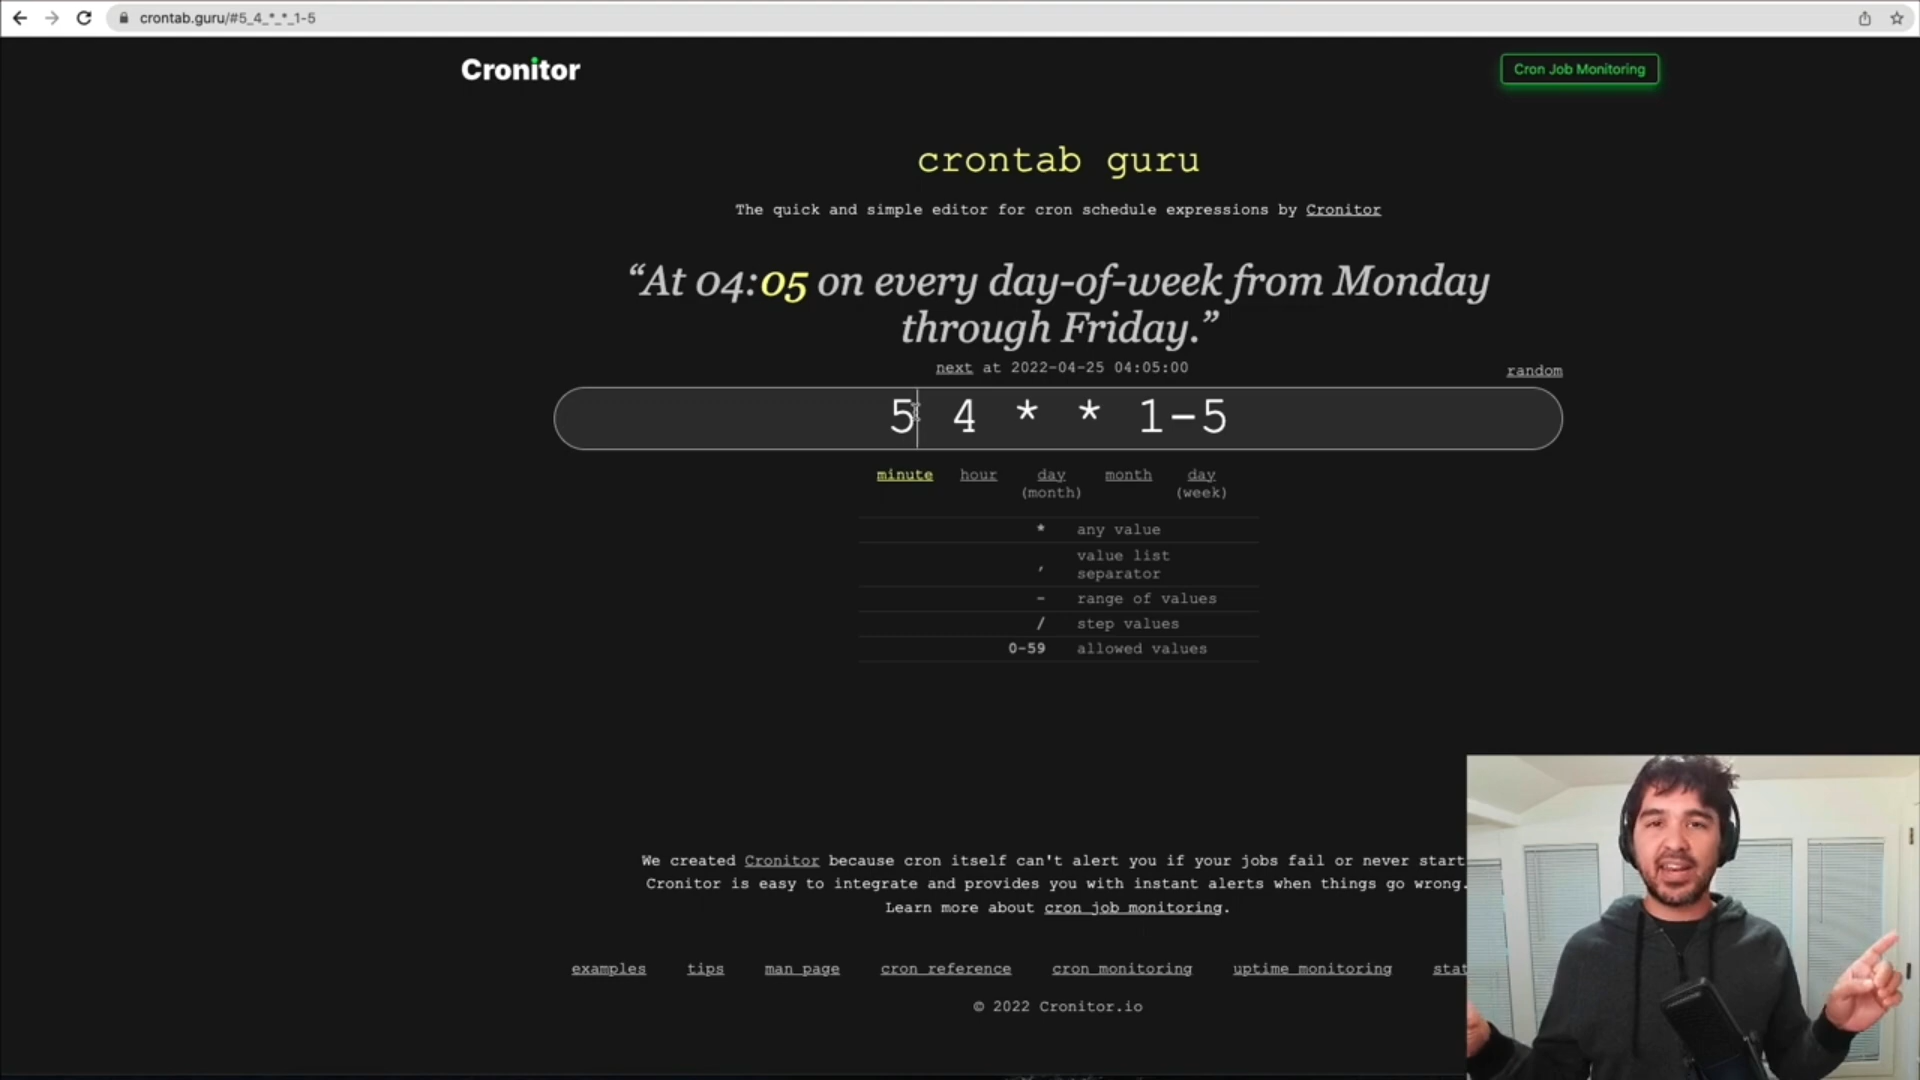 crontab.guru/#5_4_*_*_1-5
Cronitor
Cron Job Monitoring
crontab guru
The quick and simple editor for cron schedule expressions by Cronitor
“At 04:05 on every day-of-week from Monday
through Friday.”
next at 2022-04-25 04:05:00
random
5 4 * * 1-5
minute hour day month day
(month) (week)
* any value
, value list
separator
- range of values
/ step values
0-59 allowed values
We created Cronitor because cron itself can't alert you if your jobs fail or never start
Cronitor is easy to integrate and provides you with instant alerts when things go wrong.
Learn more about cron job monitoring.
examples tips man page cron reference cron monitoring uptime monitoring
© 2022 Cronitor.io